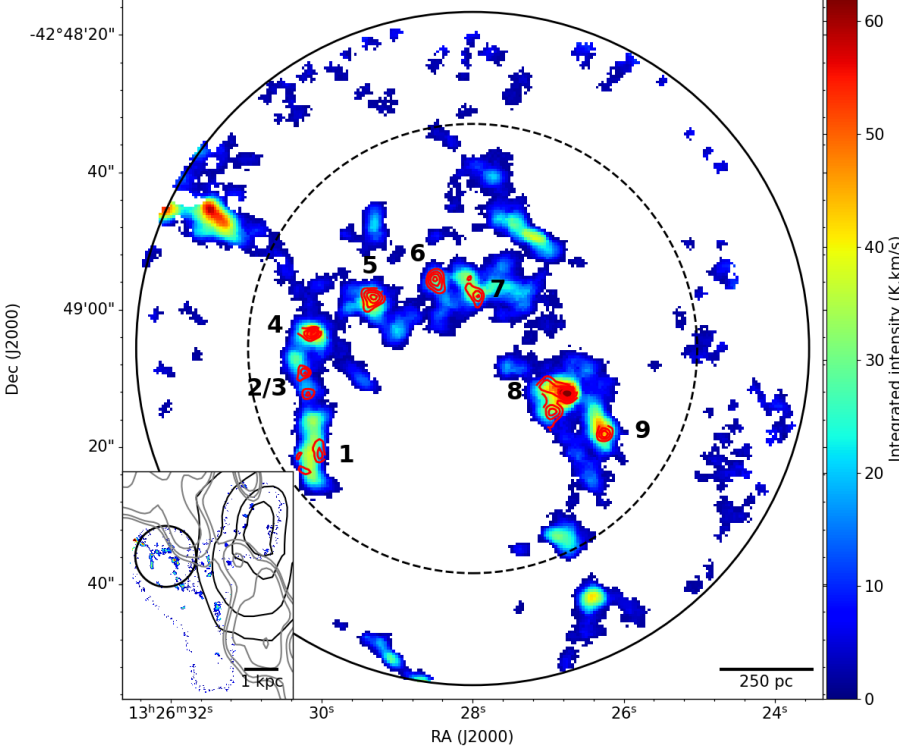 60
-42°48'20"
50
40"
40
6
5
7
49'00"
4
30
2/3
8
9
20"
1
20
40"
10
1 kpc
250 pc
0
13ʰ26ᵐ32ˢ
30ˢ
28ˢ
26ˢ
24ˢ
RA (J2000)
Dec (J2000)
Integrated intensity (K km/s)